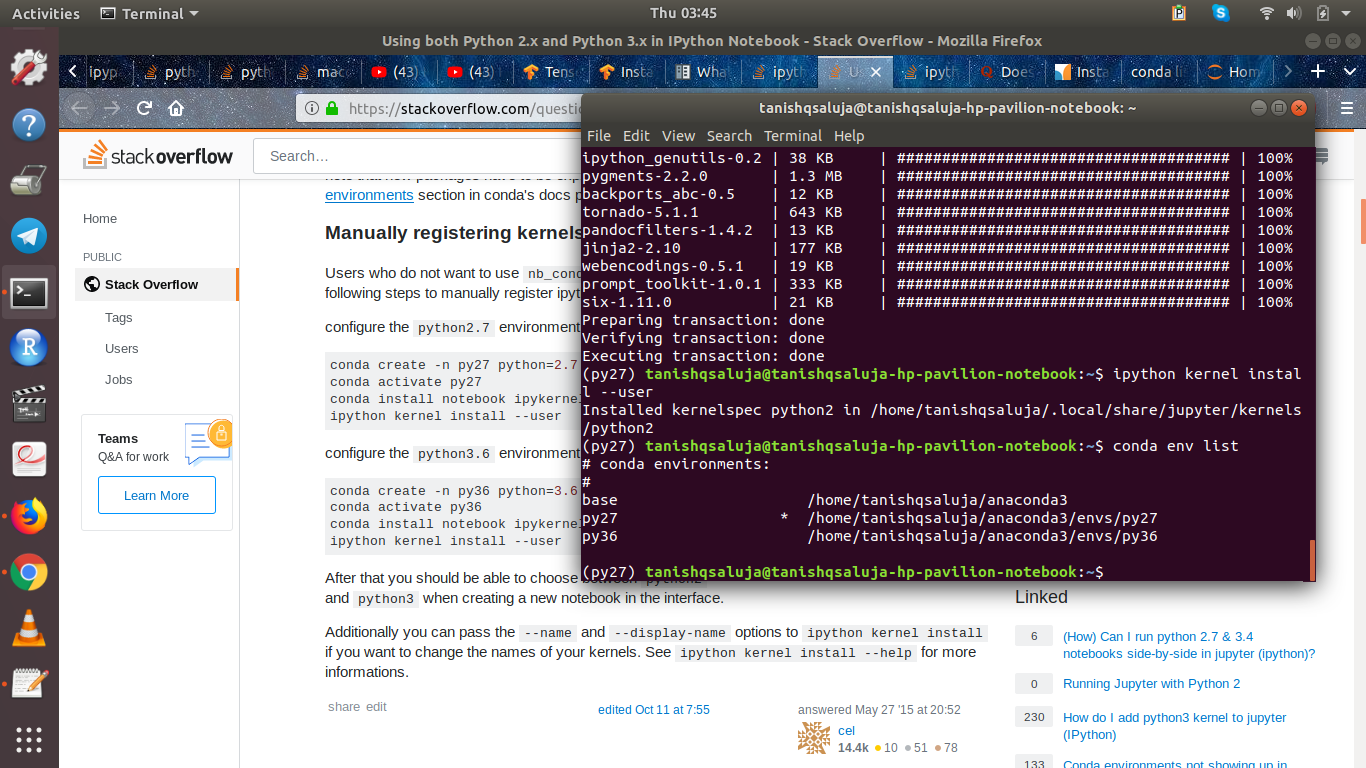 Activities
Terminal
Thu 03:45
Using both Python 2.x and Python 3.x in IPython Notebook - Stack Overflow - Mozilla Firefox
ipyp
pyth
pyth
mac
(43)
(43)
Tens
Insta
Wha
ipyt
Us
ipyt
Does
Insta
conda li
Hom
https://stackoverflow.com/questi
stackoverflow
Search…
Home
PUBLIC
Stack Overflow
Tags
Users
Jobs
Teams
Q&A for work
Learn More
environments section in conda's docs p
Manually registering kernels
Users who do not want to use nb_cond
following steps to manually register ipyt
configure the python2.7 environment
conda create -n py27 python=2.7
conda activate py27
conda install notebook ipykerne
ipython kernel install --user
configure the python3.6 environment
conda create -n py36 python=3.6
conda activate py36
conda install notebook ipykerne
ipython kernel install --user
After that you should be able to choose between python2
and python3 when creating a new notebook in the interface.
Additionally you can pass the --name and --display-name options to ipython kernel install
if you want to change the names of your kernels. See ipython kernel install --help for more
informations.
share edit
edited Oct 11 at 7:55
answered May 27 '15 at 20:52
cel
14.4k 10 51 78
tanishqsaluja@tanishqsaluja-hp-pavilion-notebook: ~
File Edit View Search Terminal Help
ipython_genutils-0.2 | 38 KB | ##################################### | 100%
pygments-2.2.0 | 1.3 MB | ##################################### | 100%
backports_abc-0.5 | 12 KB | ##################################### | 100%
tornado-5.1.1 | 643 KB | ##################################### | 100%
pandocfilters-1.4.2 | 13 KB | ##################################### | 100%
jinja2-2.10 | 177 KB | ##################################### | 100%
webencodings-0.5.1 | 19 KB | ##################################### | 100%
prompt_toolkit-1.0.1 | 333 KB | ##################################### | 100%
six-1.11.0 | 21 KB | ##################################### | 100%
Preparing transaction: done
Verifying transaction: done
Executing transaction: done
(py27) tanishqsaluja@tanishqsaluja-hp-pavilion-notebook:~$ ipython kernel instal
l --user
Installed kernelspec python2 in /home/tanishqsaluja/.local/share/jupyter/kernels
/python2
(py27) tanishqsaluja@tanishqsaluja-hp-pavilion-notebook:~$ conda env list
# conda environments:
#
base /home/tanishqsaluja/anaconda3
py27 * /home/tanishqsaluja/anaconda3/envs/py27
py36 /home/tanishqsaluja/anaconda3/envs/py36
(py27) tanishqsaluja@tanishqsaluja-hp-pavilion-notebook:~$
Linked
6 (How) Can I run python 2.7 & 3.4
notebooks side-by-side in jupyter (ipython)?
0 Running Jupyter with Python 2
230 How do I add python3 kernel to jupyter
(IPython)
133 Conda environments not showing up in